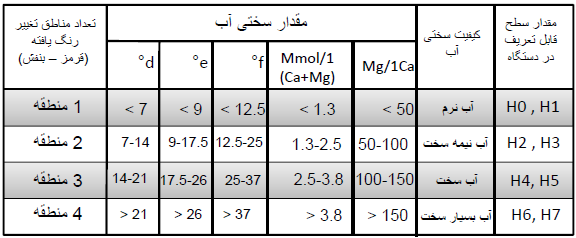 مقدار سطح قابل تعریف در دستگاه | کیفیت سختی آب | مقدار سختی آب | تعداد مناطق تغییر رنگ یافته (قرمز – بنفش)
Mg/1Ca | Mmol/1 (Ca+Mg) | °f | °e | °d
H0 , H1 | آب نرم | < 50 | < 1.3 | < 12.5 | < 9 | < 7 | 1 منطقه
H2 , H3 | آب نیمه سخت | 50-100 | 1.3-2.5 | 12.5-25 | 9-17.5 | 7-14 | 2 منطقه
H4, H5 | آب سخت | 100-150 | 2.5-3.8 | 25-37 | 17.5-26 | 14-21 | 3 منطقه
H6, H7 | آب بسیار سخت | > 150 | > 3.8 | > 37 | > 26 | > 21 | 4 منطقه